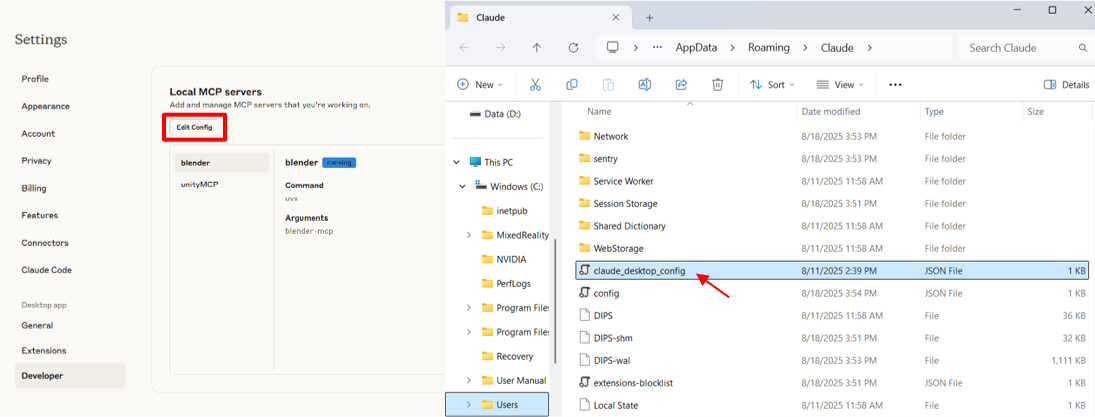 Settings
Profile
Appearance
Account
Privacy
Billing
Features
Connectors
Claude Code
Desktop app
General
Extensions
Developer
Local MCP servers
Add and manage MCP servers that you're working on.
Edit Config
blender
unityMCP
blender running
Command
uvx
Arguments
blender-mcp
Claude
AppData Roaming Claude
Search Claude
New Sort View Details
Data (D:)
This PC
Windows (C:)
inetpub
MixedReality
NVIDIA
PerfLogs
Program Files
Program Files
Recovery
User Manual
Users
Name Date modified Type Size
Network 8/18/2025 3:53 PM File folder
sentry 8/18/2025 3:53 PM File folder
Service Worker 8/11/2025 11:58 AM File folder
Session Storage 8/18/2025 3:51 PM File folder
Shared Dictionary 8/11/2025 11:58 AM File folder
WebStorage 8/11/2025 11:58 AM File folder
claude_desktop_config 8/11/2025 2:39 PM JSON File 1 KB
config 8/18/2025 3:54 PM JSON File 1 KB
DIPS 8/11/2025 11:58 AM File 36 KB
DIPS-shm 8/18/2025 3:51 PM File 32 KB
DIPS-wal 8/18/2025 3:53 PM File 1,111 KB
extensions-blocklist 8/18/2025 3:51 PM JSON File 1 KB
Local State 8/18/2025 3:51 PM File 1 KB